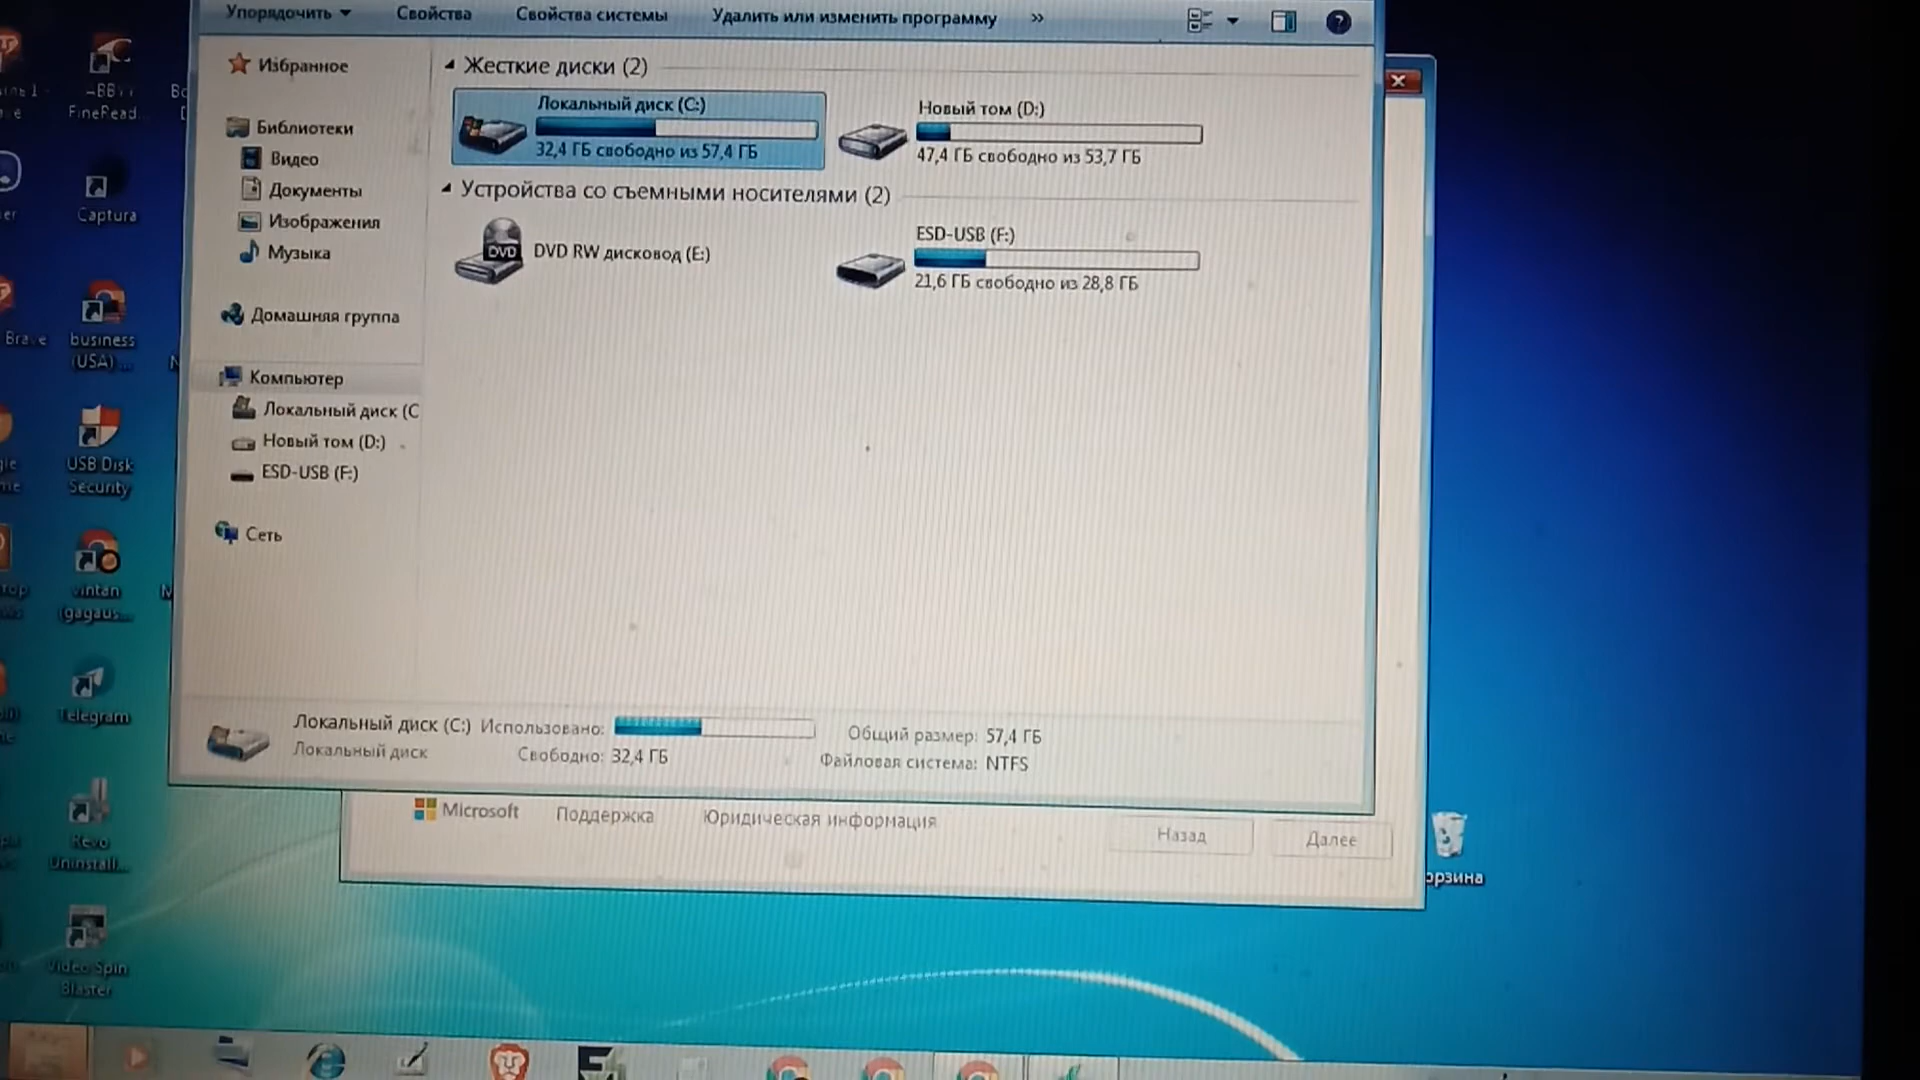 Упорядочить
Свойства
Свойства системы
Удалить или изменить программу
»
Избранное
Библиотеки
Видео
Документы
Изображения
Музыка
Домашняя группа
Компьютер
Локальный диск (C
Новый том (D:)
ESD-USB (F:)
Сеть
Жесткие диски (2)
Локальный диск (C:)
32,4 ГБ свободно из 57,4 ГБ
Новый том (D:)
47,4 ГБ свободно из 53,7 ГБ
Устройства со съемными носителями (2)
DVD
DVD RW дисковод (E:)
ESD-USB (F:)
21,6 ГБ свободно из 28,8 ГБ
Локальный диск (C:)
Использовано:
Общий размер: 57,4 ГБ
Локальный диск
Свободно: 32,4 ГБ
Файловая система: NTFS
Microsoft
Поддержка
Юридическая информация
Назад
Далее
FineRead...
Captura
Brave
business
(USA) ...
USB Disk
Security
vintan
(gagaus...
Telegram
Revo
Uninstall...
Video Spin
Blaster
орзина